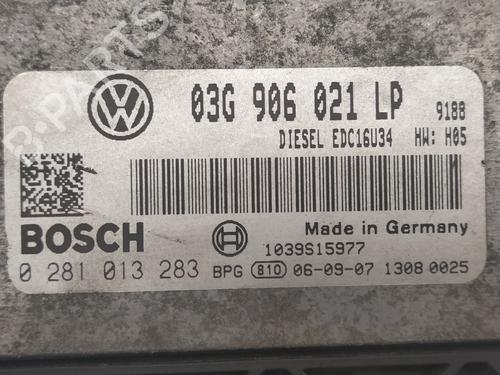 03G 906 021 LP 9188
DIESEL EDC16U34 HW: H05
BOSCH
Made in Germany
1039S15977
0 281 013 283 BPG 810 06-09-07 1308 0025
B-PARTS